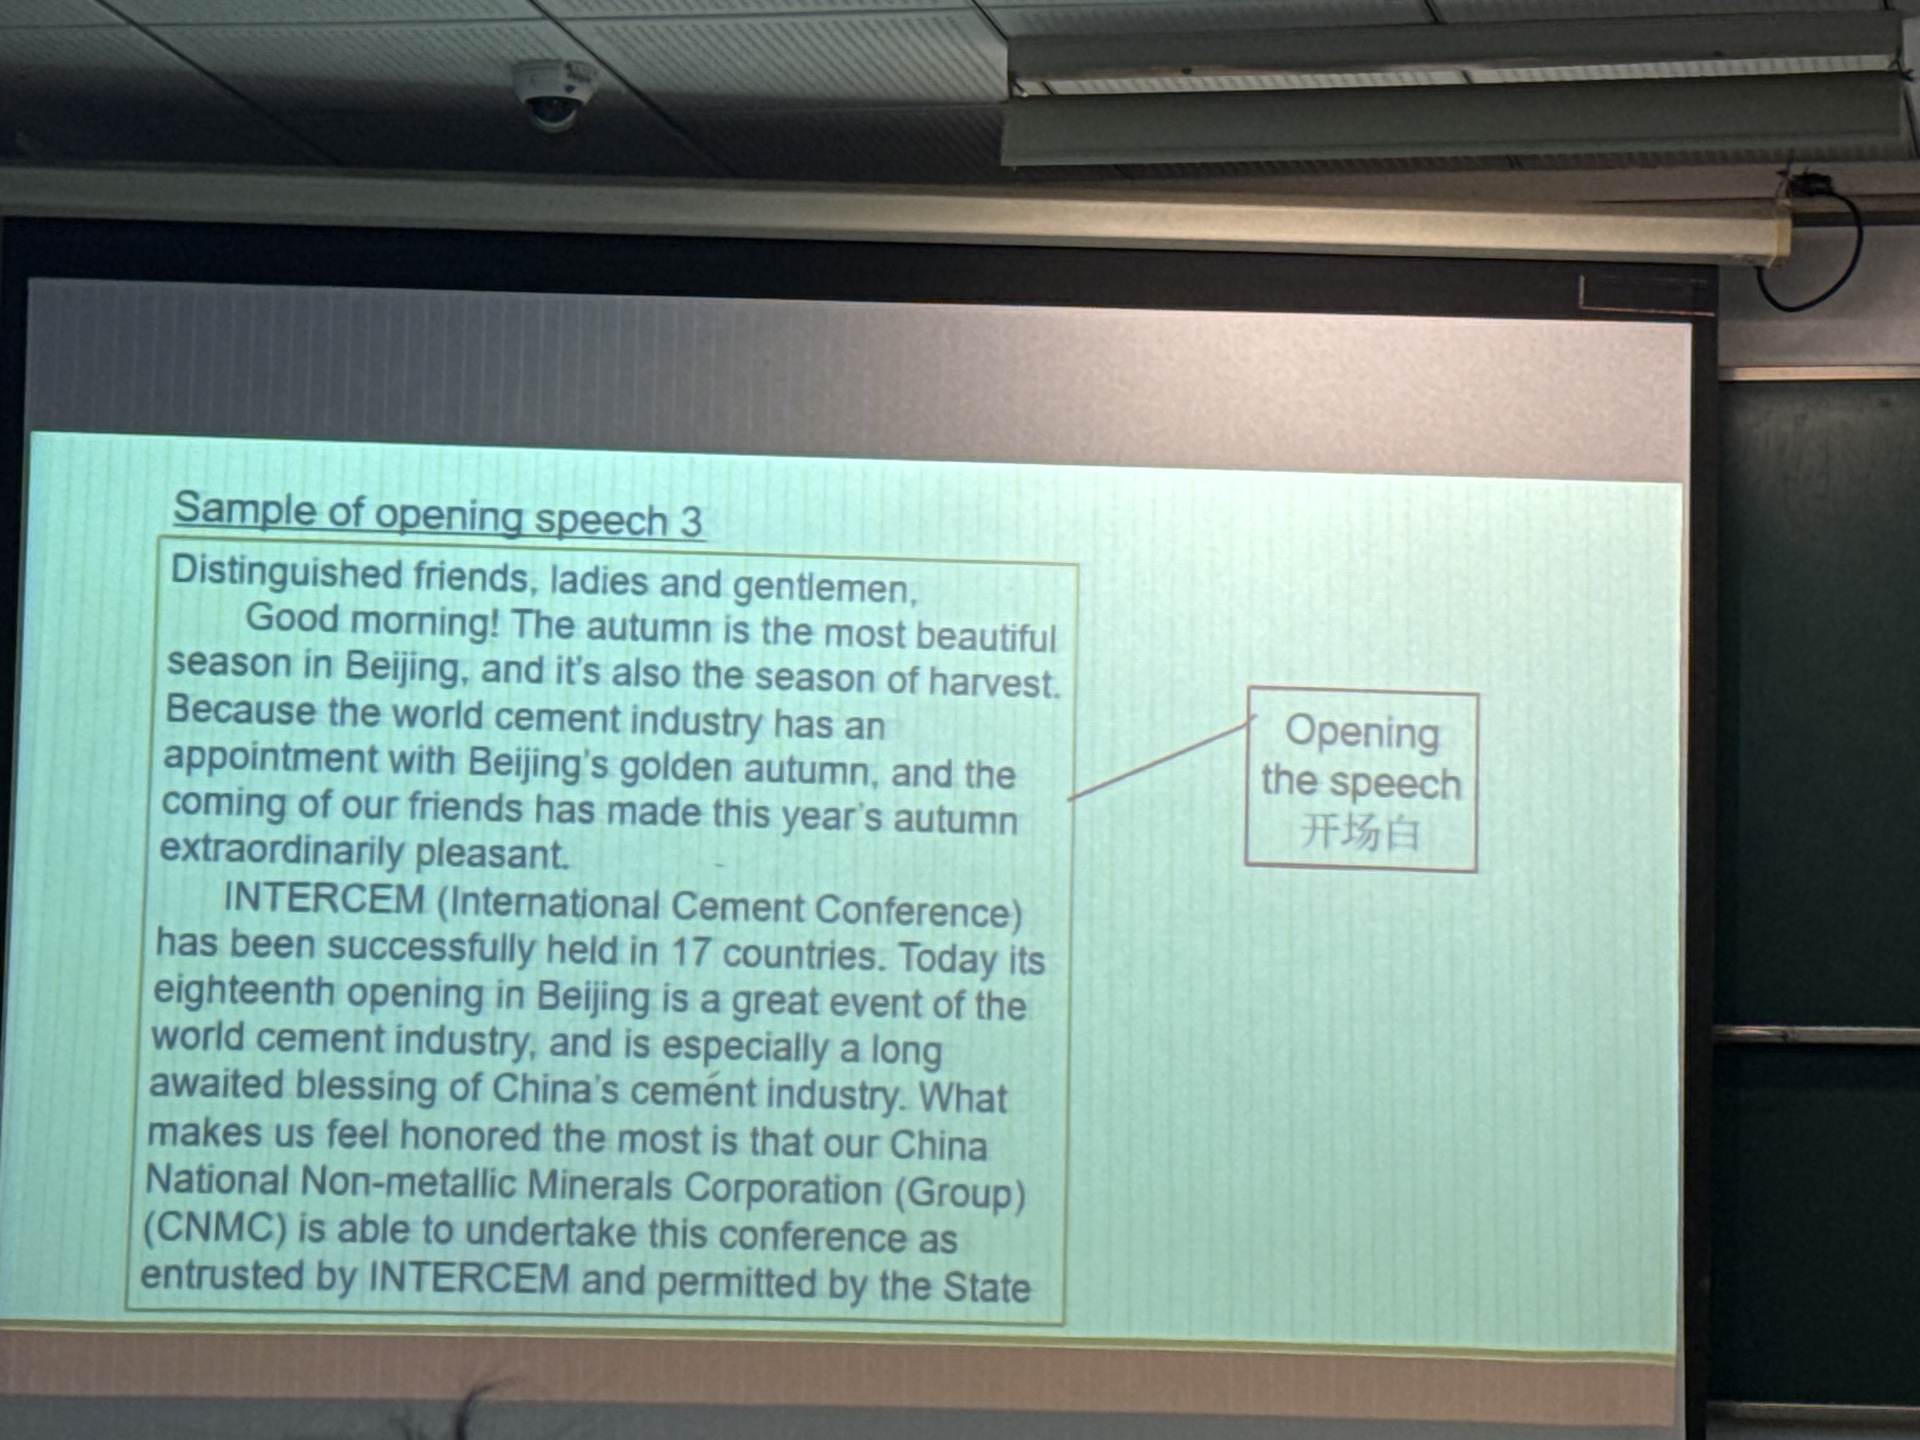 Sample of opening speech 3
Distinguished friends, ladies and gentlemen,
Good morning! The autumn is the most beautiful
season in Beijing, and it's also the season of harvest.
Because the world cement industry has an
appointment with Beijing's golden autumn, and the
coming of our friends has made this year's autumn
extraordinarily pleasant.
INTERCEM (International Cement Conference)
has been successfully held in 17 countries. Today its
eighteenth opening in Beijing is a great event of the
world cement industry, and is especially a long
awaited blessing of China's cement industry. What
makes us feel honored the most is that our China
National Non-metallic Minerals Corporation (Group)
(CNMC) is able to undertake this conference as
entrusted by INTERCEM and permitted by the State
Opening
the speech
开场白